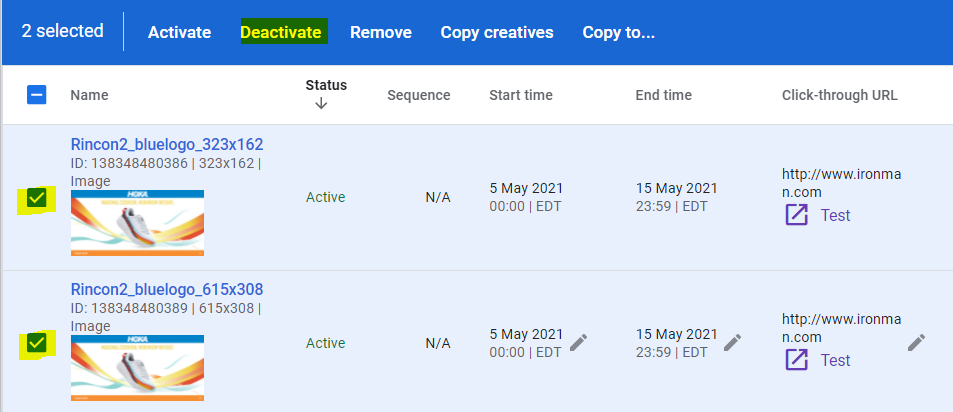 2 selected
Activate
Deactivate
Remove
Copy creatives
Copy to...
Name
Status
Sequence
Start time
End time
Click-through URL
Rincon2_bluelogo_323x162
ID: 138348480386 | 323x162 |
Image
HOKA
Active
N/A
5 May 2021
00:00 | EDT
15 May 2021
23:59 | EDT
http://www.ironma
n.com
Test
Rincon2_bluelogo_615x308
ID: 138348480389 | 615x308 |
Image
HOKA
Active
N/A
5 May 2021
00:00 | EDT
15 May 2021
23:59 | EDT
http://www.ironma
n.com
Test